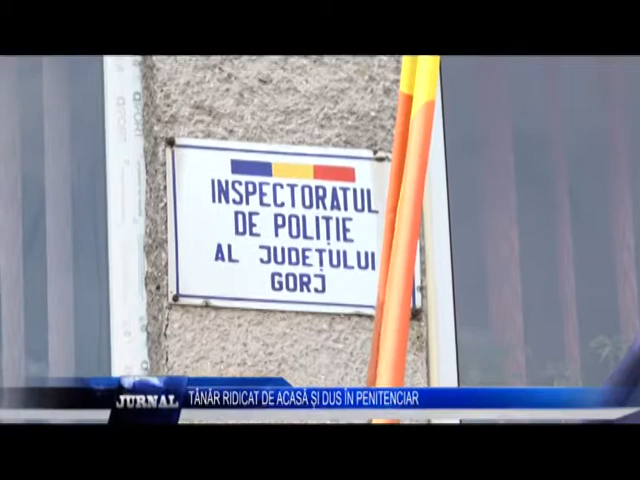 INSPECTORATUL
DE POLIȚIE
AL JUDEȚULUI
GORJ
JURNAL
TÂNĂR RIDICAT DE ACASĂ ȘI DUS ÎN PENITENCIAR